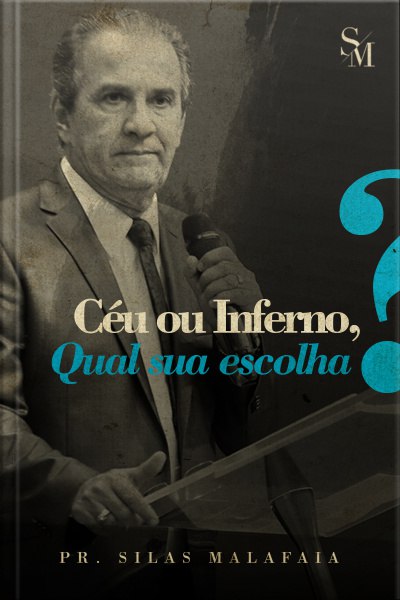 SM
Céu ou Inferno,
Qual sua escolha
?
PR. SILAS MALAFAIA